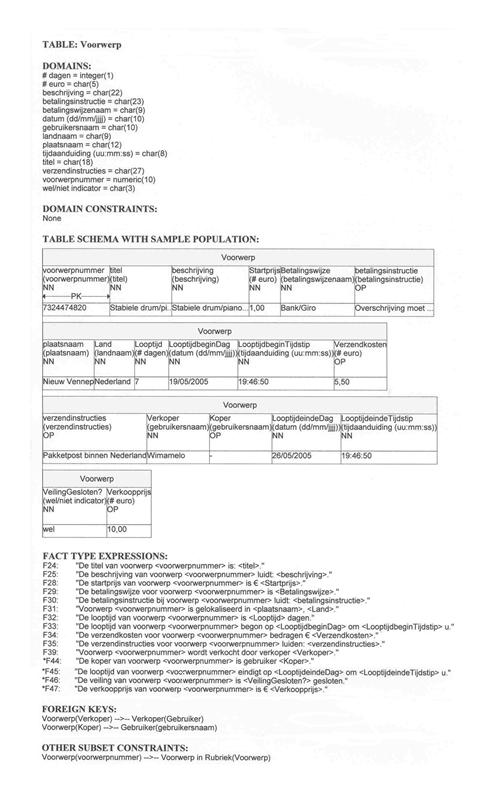 TABLE: Voorwerp
DOMAINS:
# dagen = integer(1)
# euro = char(5)
beschrijving = char(22)
betalingsinstructie = char(23)
betalingswijzenaam = char(9)
datum (dd/mm/jjjj) = char(10)
gebruikersnaam = char(10)
landnaam = char(9)
plaatsnaam = char(12)
tijdaanduiding (uu:mm:ss) = char(8)
titel = char(18)
verzendinstructies = char(27)
voorwerpnummer = numeric(10)
wel/niet indicator = char(3)
DOMAIN CONSTRAINTS:
None
TABLE SCHEMA WITH SAMPLE POPULATION:
Voorwerp
voorwerpnummer titel beschrijving Startprijs Betalingswijze betalingsinstructie
(voorwerpnummer) (titel) (beschrijving) (# euro) (betalingswijzenaam) (betalingsinstructie)
NN NN NN NN NN OP
PK
7324474820 Stabiele drum/pi... Stabiele drum/piano... 1,00 Bank/Giro Overschrijving moet ...
Voorwerp
plaatsnaam Land Looptijd LooptijdbeginDag LooptijdbeginTijdstip Verzendkosten
(plaatsnaam) (landnaam) (# dagen) (datum (dd/mm/jjjj)) (tijdaanduiding (uu:mm:ss)) (# euro)
NN NN NN NN NN OP
Nieuw Vennep Nederland 7 19/05/2005 19:46:50 5,50
Voorwerp
verzendinstructies Verkoper Koper LooptijdeindeDag LooptijdeindeTijdstip
(verzendinstructies) (gebruikersnaam) (gebruikersnaam) (datum (dd/mm/jjjj)) (tijdaanduiding (uu:mm:ss))
OP NN OP NN NN
Pakketpost binnen Nederland Wimamelo - 26/05/2005 19:46:50
Voorwerp
VeilingGesloten? Verkoopprijs
(wel/niet indicator) (# euro)
NN OP
wel 10,00
FACT TYPE EXPRESSIONS:
F24: "De titel van voorwerp <voorwerpnummer> is: <titel>."
F25: "De beschrijving van voorwerp <voorwerpnummer> luidt: <beschrijving>."
F28: "De startprijs van voorwerp <voorwerpnummer> is € <Startprijs>."
F29: "De betalingswijze voor voorwerp <voorwerpnummer> is <Betalingswijze>."
F30: "De betalingsinstructie bij voorwerp <voorwerpnummer> luidt: <betalingsinstructie>."
F31: "Voorwerp <voorwerpnummer> is gelokaliseerd in <plaatsnaam>, <Land>."
F32: "De looptijd van voorwerp <voorwerpnummer> is <Looptijd> dagen."
F33: "De looptijd van voorwerp <voorwerpnummer> begon op <LooptijdbeginDag> om <LooptijdbeginTijdstip> u."
F34: "De verzendkosten voor voorwerp <voorwerpnummer> bedragen € <Verzendkosten>."
F35: "De verzendinstructies voor voorwerp <voorwerpnummer> luiden: <verzendinstructies>."
F39: "Voorwerp <voorwerpnummer> wordt verkocht door verkoper <Verkoper>."
*F44: "De koper van voorwerp <voorwerpnummer> is gebruiker <Koper>."
*F45: "De looptijd van voorwerp <voorwerpnummer> eindigt op <LooptijdeindeDag> om <LooptijdeindeTijdstip> u."
*F46: "De veiling van voorwerp <voorwerpnummer> is <VeilingGesloten?> gesloten."
*F47: "De verkoopprijs van voorwerp <voorwerpnummer> is € <Verkoopprijs>."
FOREIGN KEYS:
Voorwerp(Verkoper) -->-- Verkoper(Gebruiker)
Voorwerp(Koper) -->-- Gebruiker(gebruikersnaam)
OTHER SUBSET CONSTRAINTS:
Voorwerp(voorwerpnummer) -->-- Voorwerp in Rubriek(Voorwerp)